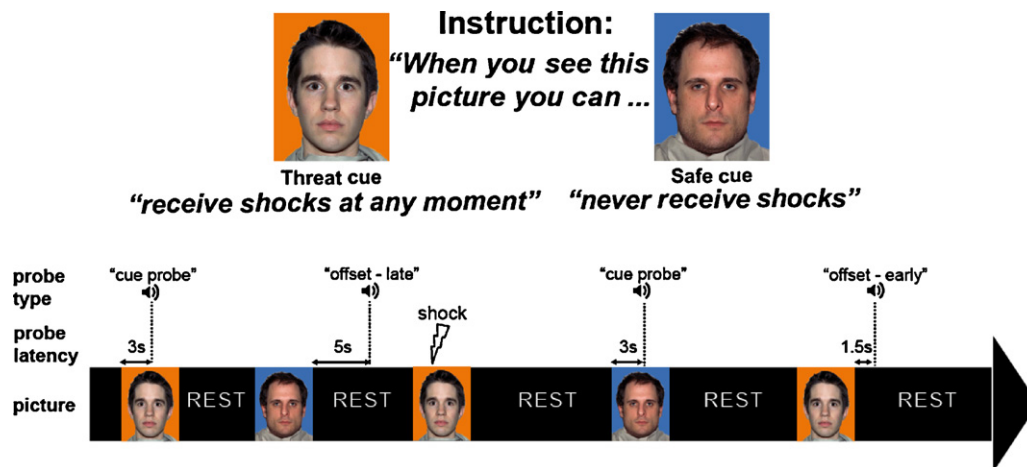 Instruction:
“When you see this
picture you can ...
Threat cue
Safe cue
“receive shocks at any moment”
“never receive shocks”
probe
type
“cue probe”
“offset - late”
“cue probe”
“offset - early”
shock
probe
latency
3s
5s
3s
1.5s
picture
REST
REST
REST
REST
REST